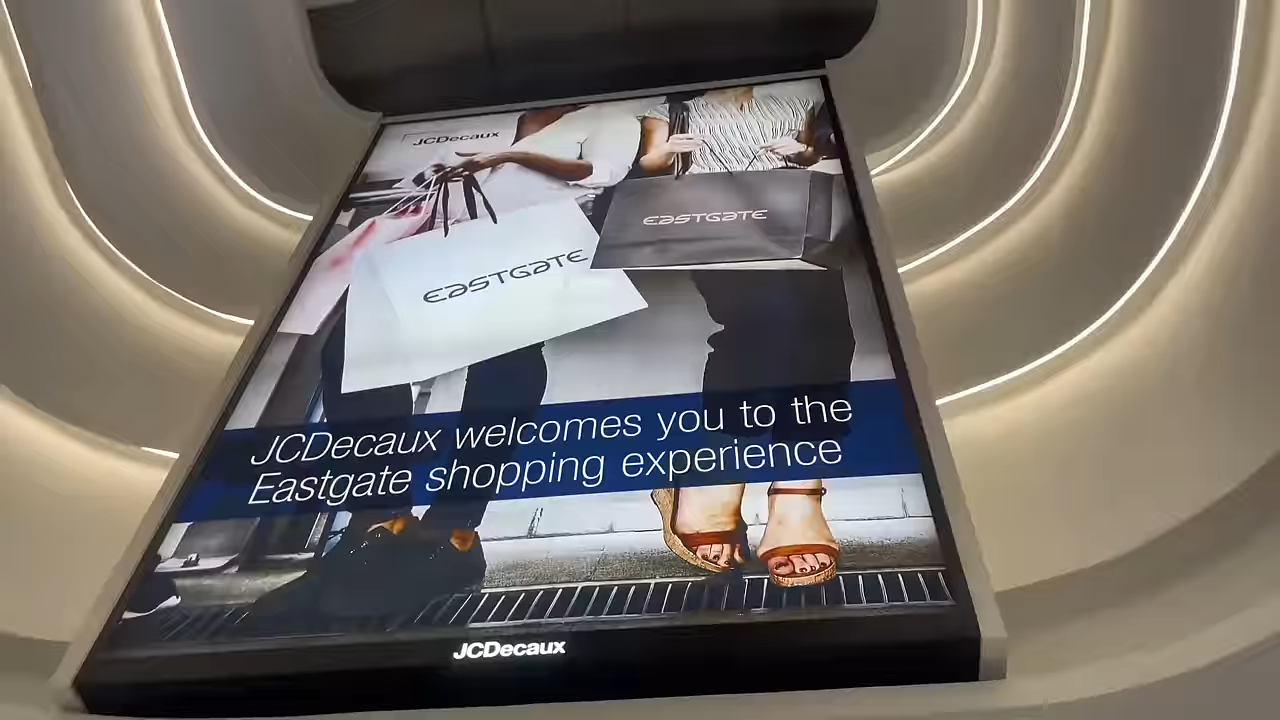 JCDecaux
EASTGATE
EASTGATE
JCDecaux welcomes you to the
Eastgate shopping experience
JCDecaux